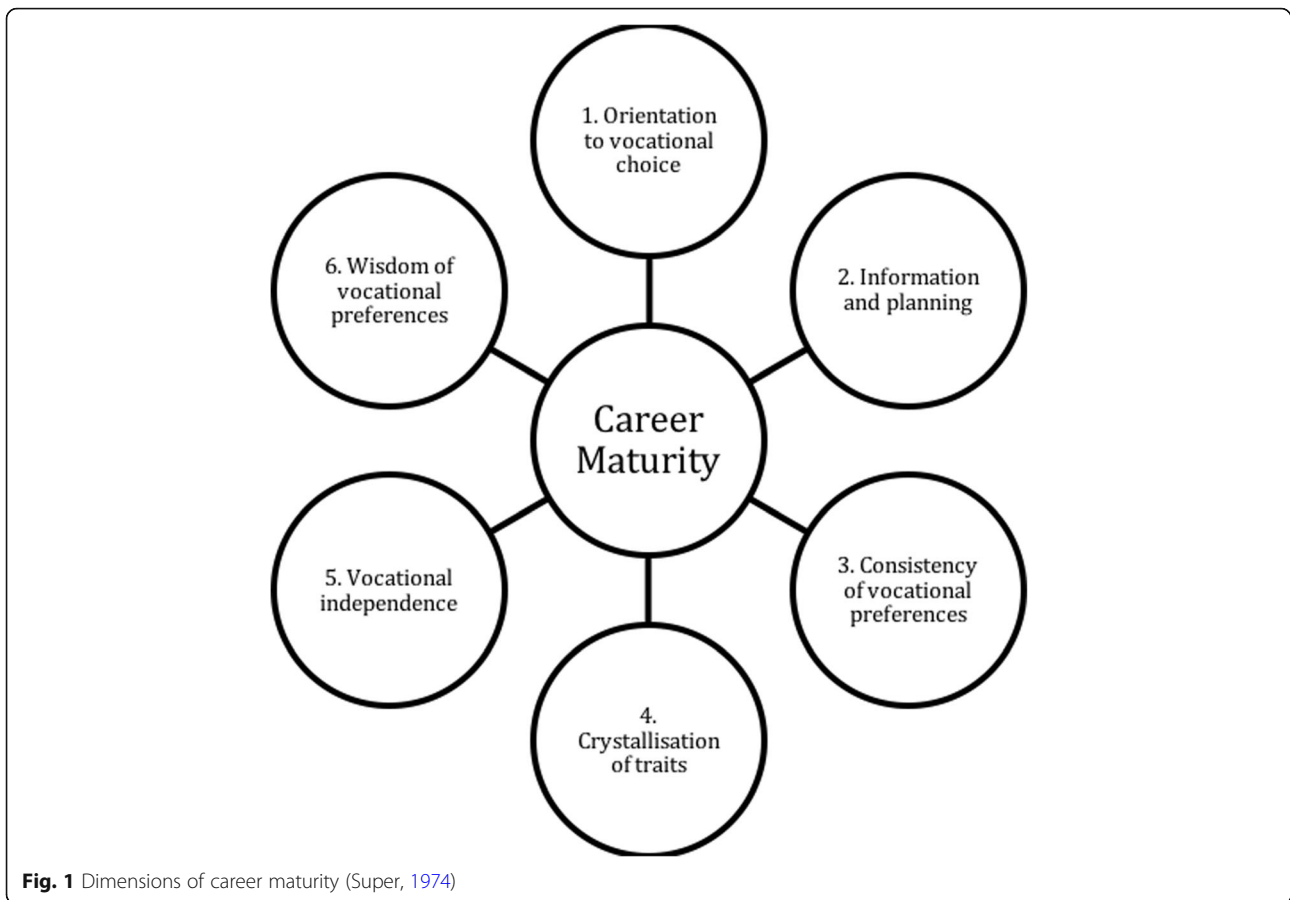 1. Orientation
to vocational
choice
2. Information
and planning
3. Consistency
of vocational
preferences
4.
Crystallisation
of traits
5. Vocational
independence
6. Wisdom of
vocational
preferences
Career
Maturity
Fig. 1 Dimensions of career maturity (Super, 1974)